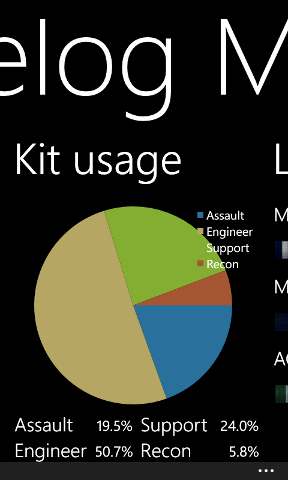 elog M
Kit usage
L
Assault
Engineer
Support
Recon
M
M
AC
Assault 19.5% Support 24.0%
Engineer 50.7% Recon 5.8%